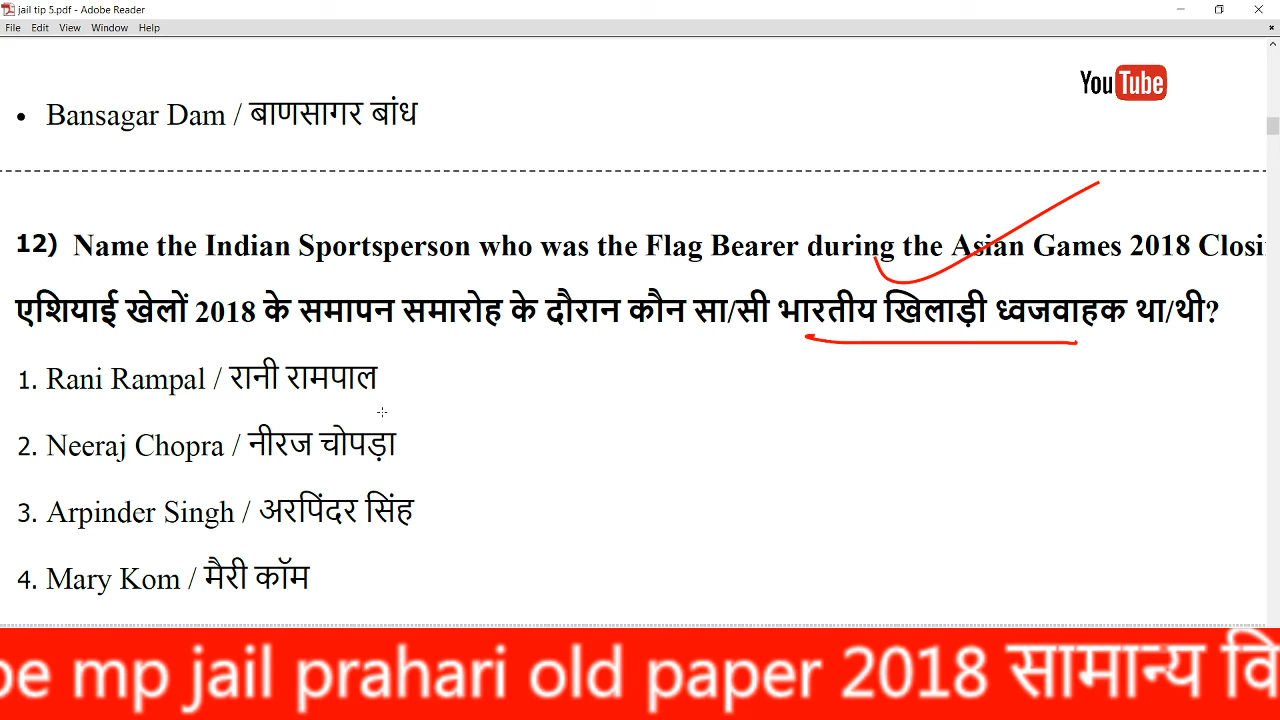 jail tip 5.pdf - Adobe Reader
File Edit View Window Help
YouTube
• Bansagar Dam / बाणसागर बांध
12) Name the Indian Sportsperson who was the Flag Bearer during the Asian Games 2018 Closi
एशियाई खेलों 2018 के समापन समारोह के दौरान कौन सा/सी भारतीय खिलाड़ी ध्वजवाहक था/थी?
1. Rani Rampal / रानी रामपाल
2. Neeraj Chopra / नीरज चोपड़ा
3. Arpinder Singh / अरपिंदर सिंह
4. Mary Kom / मैरी कॉम
be mp jail prahari old paper 2018 सामान्य वि